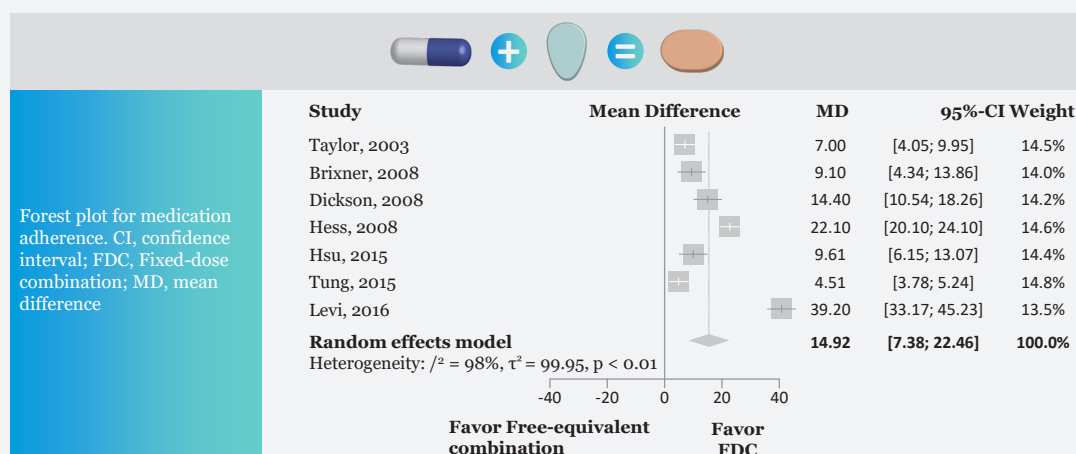 Study Mean Difference MD 95%-CI Weight
Taylor, 2003 7.00 [4.05; 9.95] 14.5%
Brixner, 2008 9.10 [4.34; 13.86] 14.0%
Dickson, 2008 14.40 [10.54; 18.26] 14.2%
Hess, 2008 22.10 [20.10; 24.10] 14.6%
Hsu, 2015 9.61 [6.15; 13.07] 14.4%
Tung, 2015 4.51 [3.78; 5.24] 14.8%
Levi, 2016 39.20 [33.17; 45.23] 13.5%
Random effects model 14.92 [7.38; 22.46] 100.0%
Heterogeneity: I² = 98%, τ² = 99.95, p < 0.01
-40 -20 0 20 40
Favor Free-equivalent
combination
Favor
FDC
Forest plot for medication
adherence. CI, confidence
interval; FDC, Fixed-dose
combination; MD, mean
difference